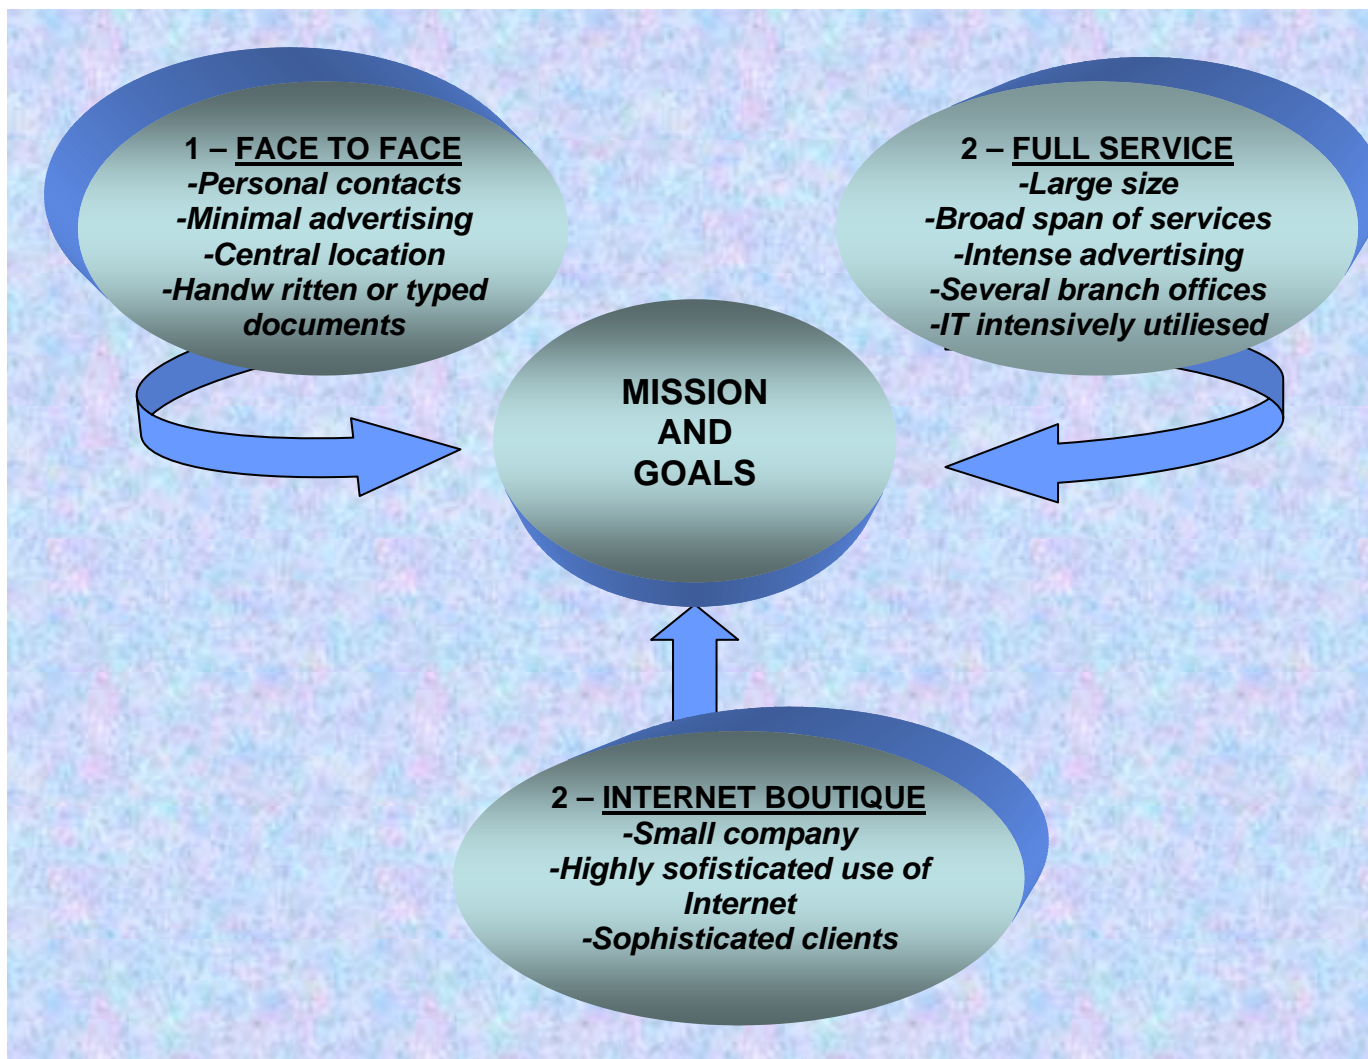 1 – FACE TO FACE
-Personal contacts
-Minimal advertising
-Central location
-Handw ritten or typed
documents
2 – FULL SERVICE
-Large size
-Broad span of services
-Intense advertising
-Several branch offices
-IT intensively utiliesed
MISSION
AND
GOALS
2 – INTERNET BOUTIQUE
-Small company
-Highly sofisticated use of
Internet
-Sophisticated clients